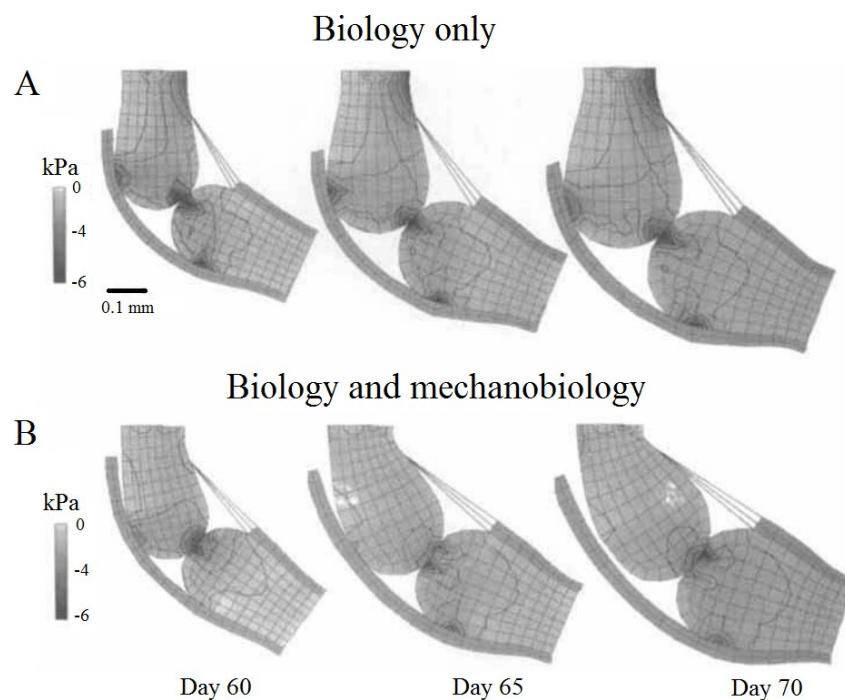 Biology only
A
kPa
0
-4
-6
0.1 mm
Biology and mechanobiology
B
kPa
0
-4
-6
Day 60
Day 65
Day 70